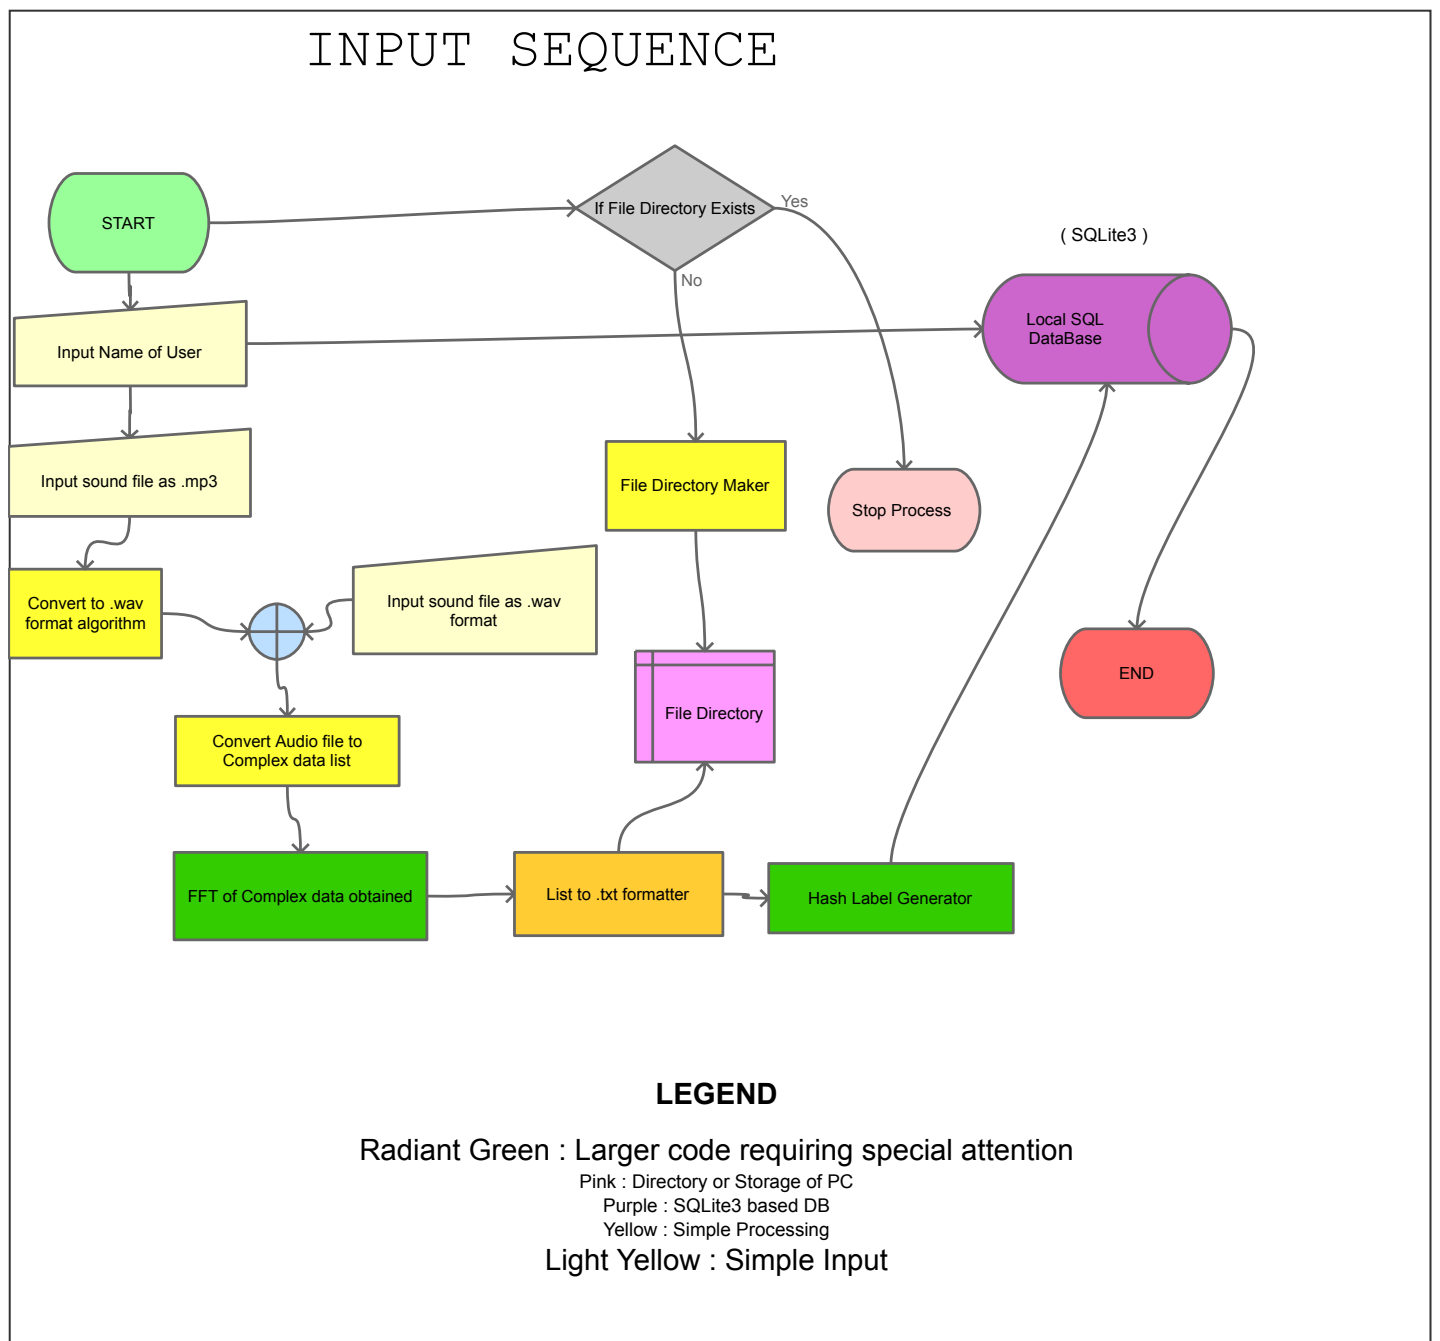 INPUT SEQUENCE
START
If File Directory Exists
Yes
No
( SQLite3 )
Local SQL
DataBase
Input Name of User
Input sound file as .mp3
File Directory Maker
Stop Process
Convert to .wav
format algorithm
Input sound file as .wav
format
END
File Directory
Convert Audio file to
Complex data list
FFT of Complex data obtained
List to .txt formatter
Hash Label Generator
LEGEND
Radiant Green : Larger code requiring special attention
Pink : Directory or Storage of PC
Purple : SQLite3 based DB
Yellow : Simple Processing
Light Yellow : Simple Input